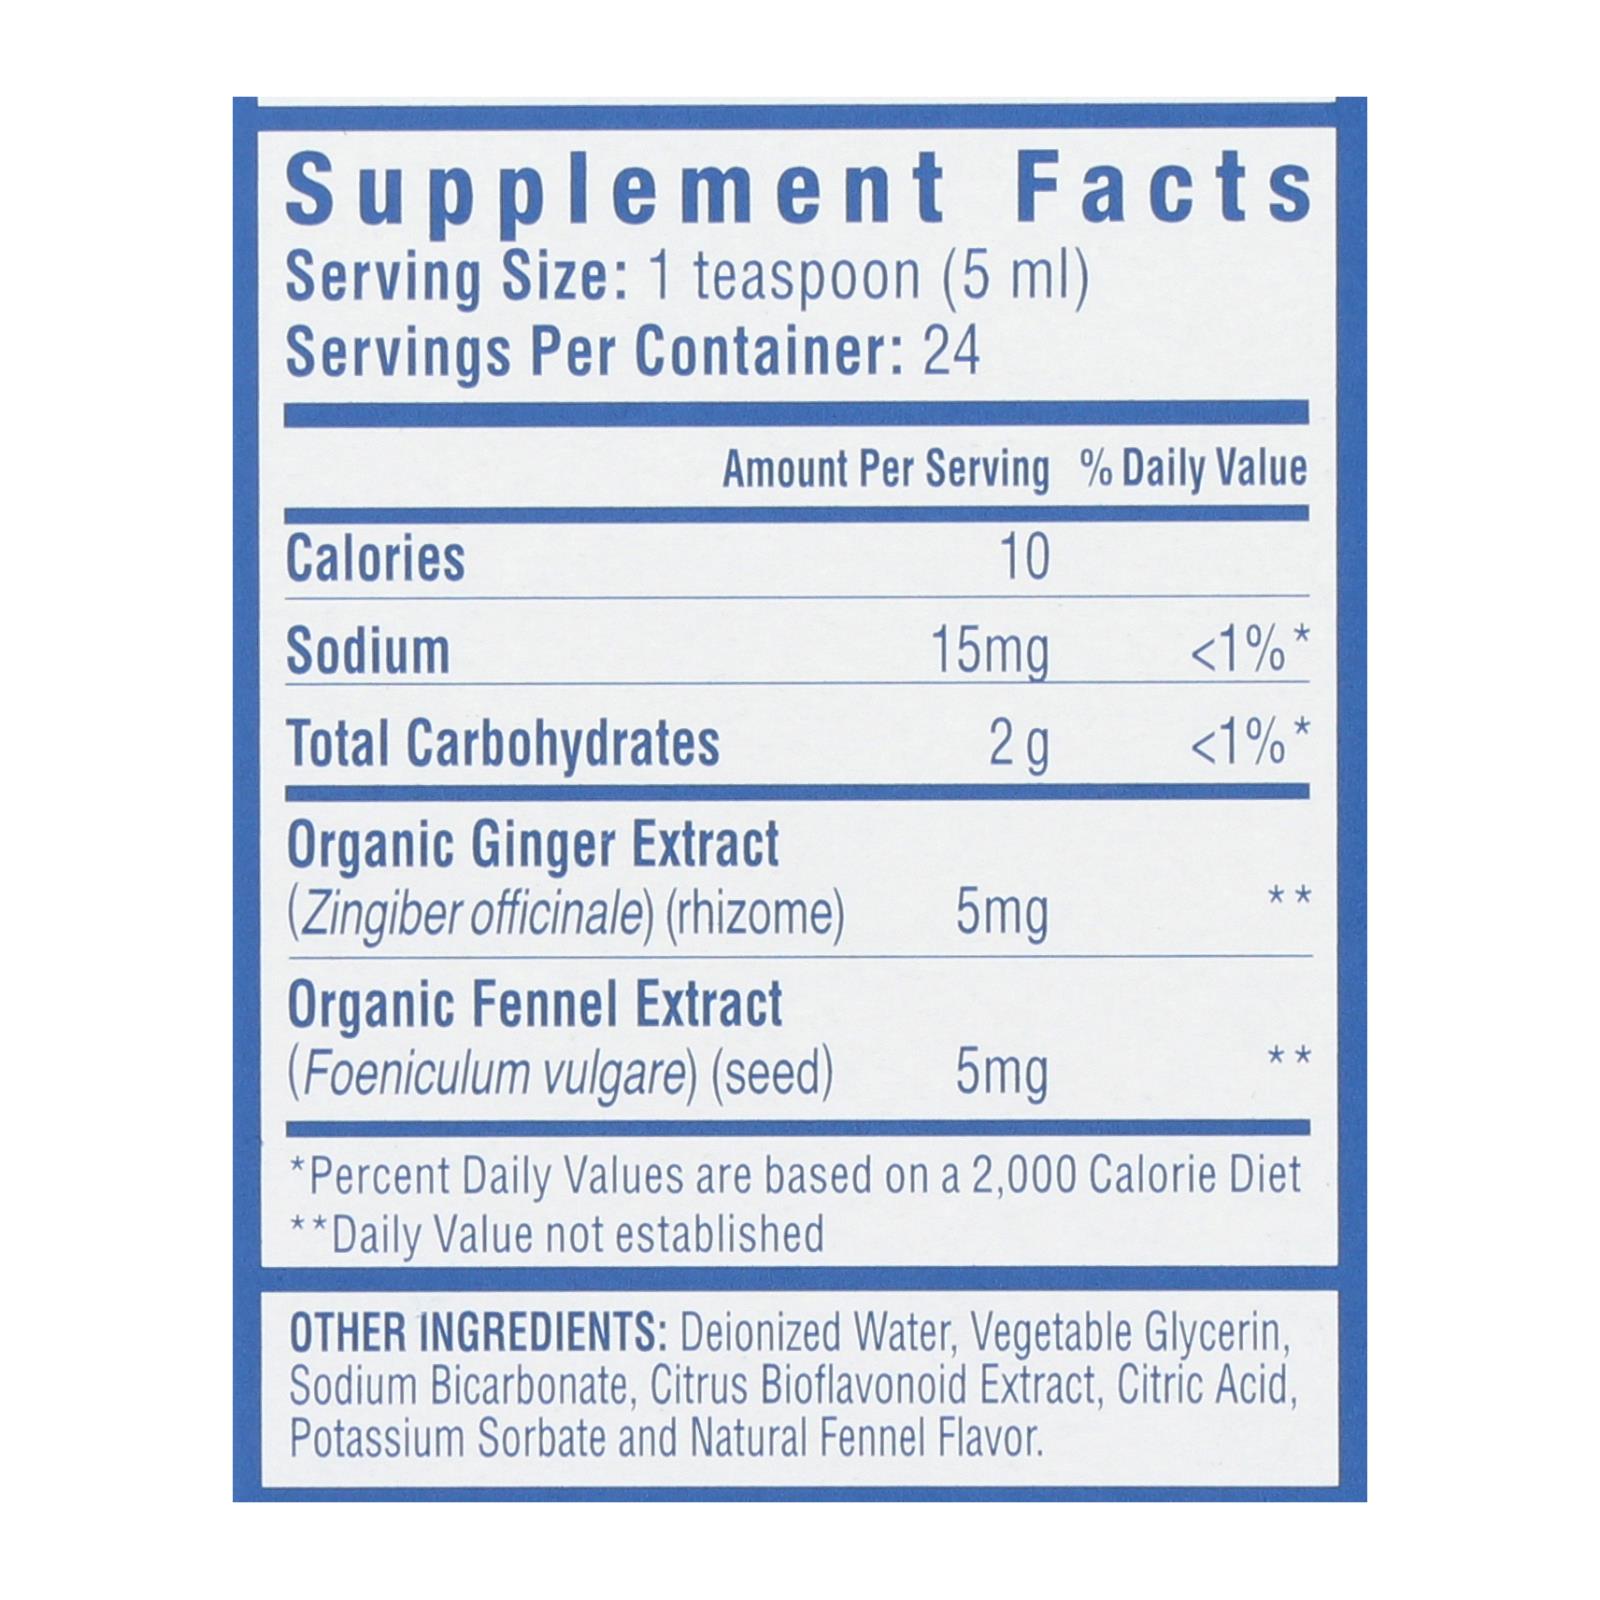 Supplement Facts
Serving Size: 1 teaspoon (5 ml)
Servings Per Container: 24
Amount Per Serving % Daily Value
Calories 10
Sodium 15mg <1%*
Total Carbohydrates 2 g <1%*
Organic Ginger Extract
(Zingiber officinale) (rhizome) 5mg **
Organic Fennel Extract
(Foeniculum vulgare) (seed) 5mg **
*Percent Daily Values are based on a 2,000 Calorie Diet
**Daily Value not established
OTHER INGREDIENTS: Deionized Water, Vegetable Glycerin,
Sodium Bicarbonate, Citrus Bioflavonoid Extract, Citric Acid,
Potassium Sorbate and Natural Fennel Flavor.